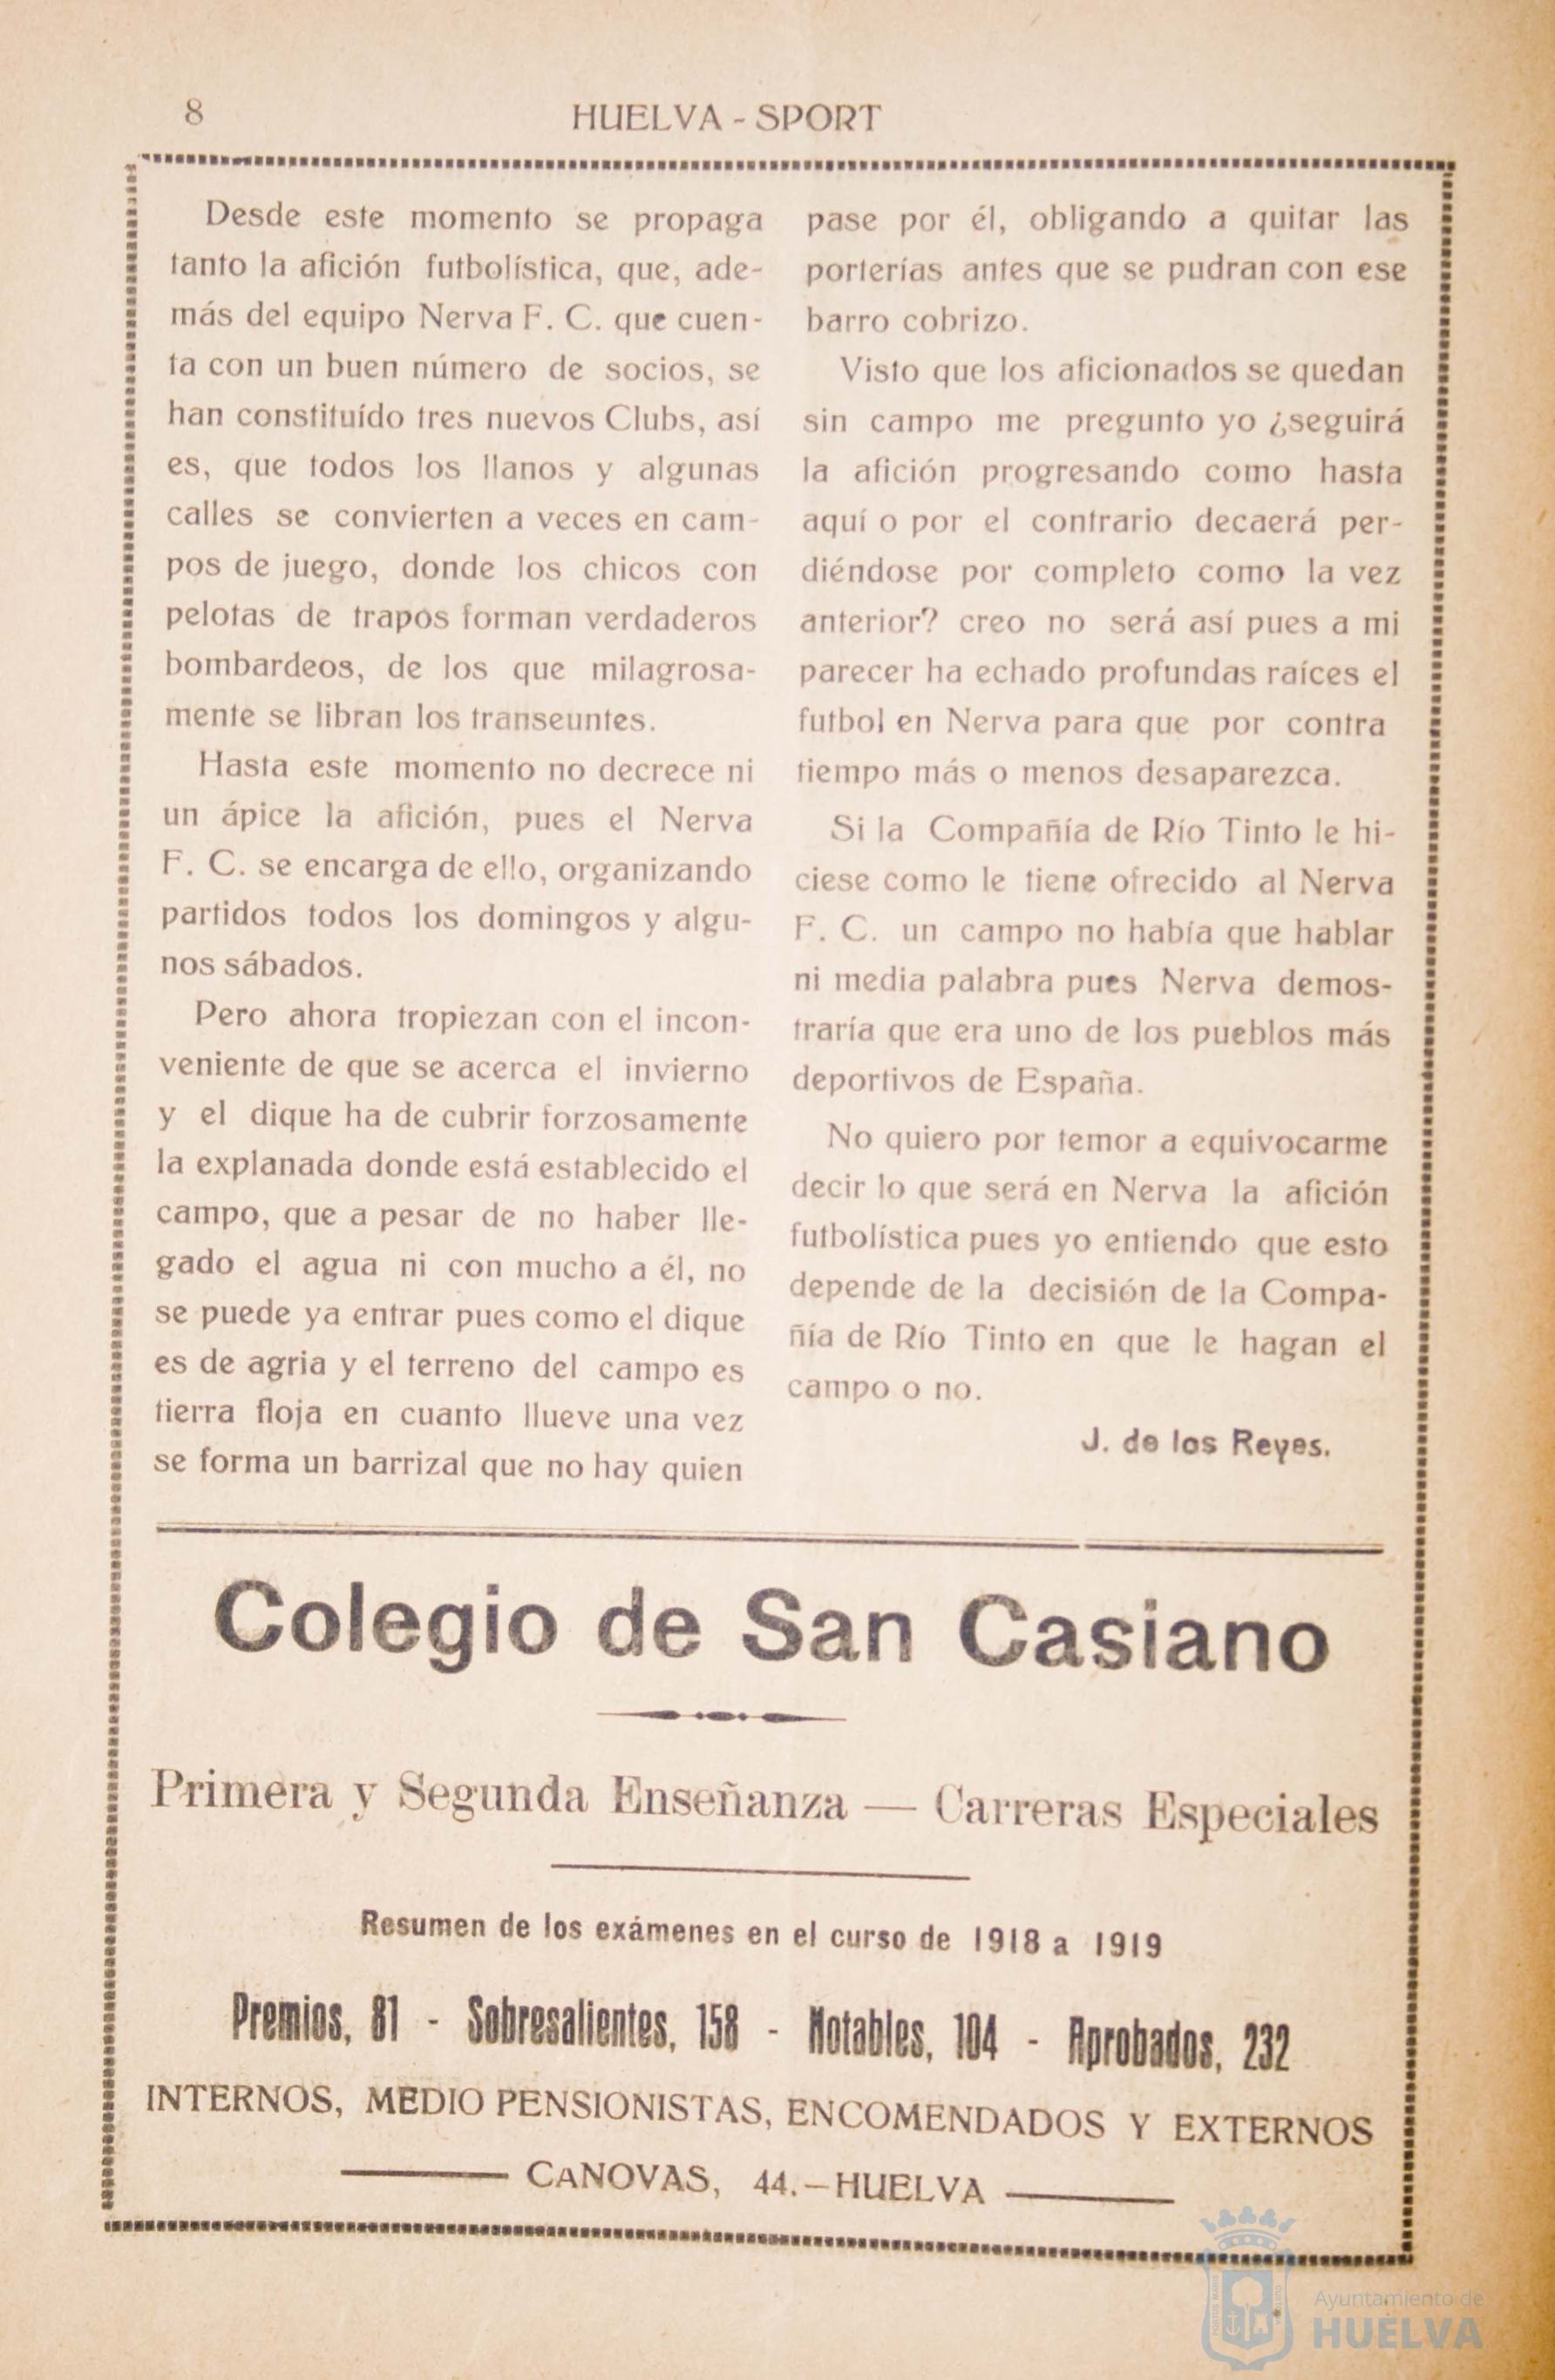 8
HUELVA - SPORT
Desde este momento se propaga
tanto la afición futbolística, que, ade-
más del equipo Nerva F. C. que cuen-
ta con un buen número de socios, se
han constituído tres nuevos Clubs, así
es, que todos los llanos y algunas
calles se convierten a veces en cam-
pos de juego, donde los chicos con
pelotas de trapos forman verdaderos
bombardeos, de los que milagrosa-
mente se libran los transeuntes.
Hasta este momento no decrece ni
un ápice la afición, pues el Nerva
F. C. se encarga de ello, organizando
partidos todos los domingos y algu-
nos sábados.
Pero ahora tropiezan con el incon-
veniente de que se acerca el invierno
y el dique ha de cubrir forzosamente
la explanada donde está establecido el
campo, que a pesar de no haber lle-
gado el agua ni con mucho a él, no
se puede ya entrar pues como el dique
es de agria y el terreno del campo es
tierra floja en cuanto llueve una vez
se forma un barrizal que no hay quien
pase por él, obligando a quitar las
porterías antes que se pudran con ese
barro cobrizo.
Visto que los aficionados se quedan
sin campo me pregunto yo ¿seguirá
la afición progresando como hasta
aquí o por el contrario decaerá per-
diéndose por completo como la vez
anterior? creo no será así pues a mi
parecer ha echado profundas raíces el
futbol en Nerva para que por contra
tiempo más o menos desaparezca.
Si la Compañía de Río Tinto le hi-
ciese como le tiene ofrecido al Nerva
F. C. un campo no había que hablar
ni media palabra pues Nerva demos-
traría que era uno de los pueblos más
deportivos de España.
No quiero por temor a equivocarme
decir lo que será en Nerva la afición
futbolística pues yo entiendo que esto
depende de la decisión de la Compa-
ñía de Río Tinto en que le hagan el
campo o no.
J. de los Reyes.
Colegio de San Casiano
Primera y Segunda Enseñanza — Carreras Especiales
Resumen de los exámenes en el curso de 1918 a 1919
Premios, 81 - Sobresalientes, 158 - Notables, 104 - Aprobados, 232
INTERNOS, MEDIO PENSIONISTAS, ENCOMENDADOS Y EXTERNOS
CANOVAS, 44.—HUELVA
Ayuntamiento de
HUELVA